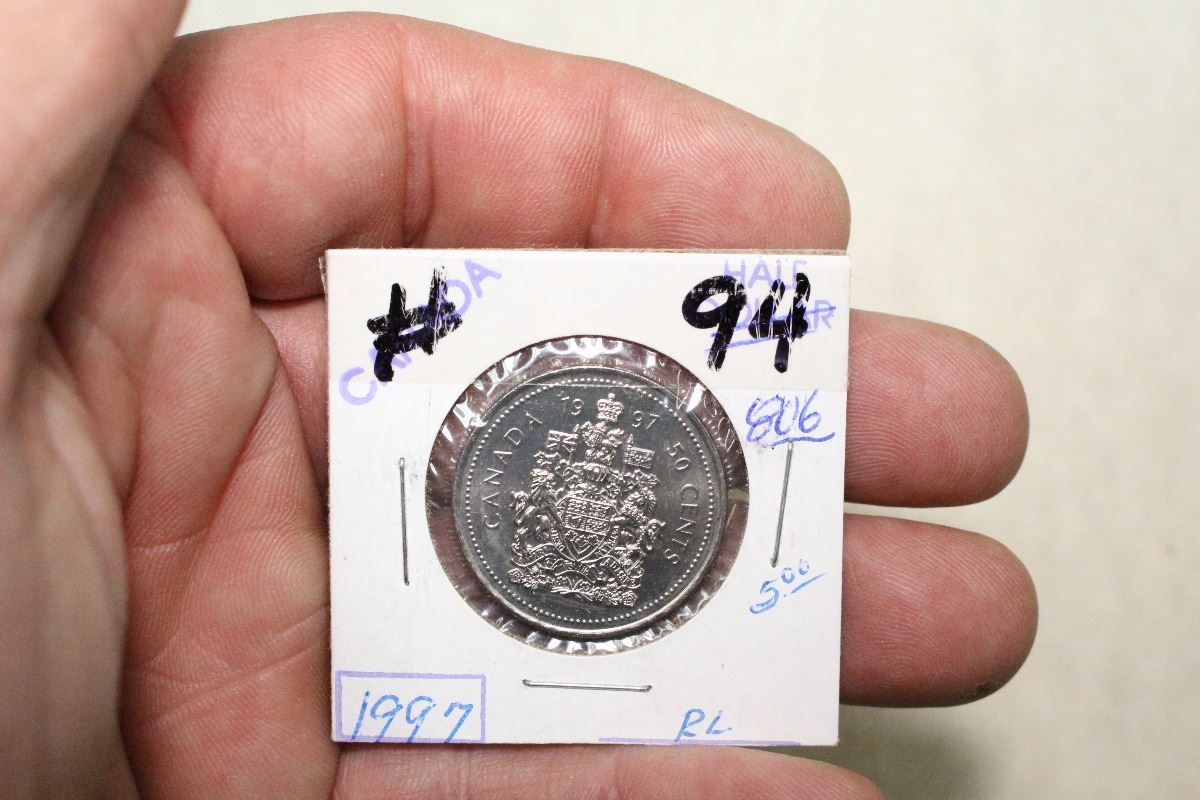 # 94
CANADA
HALF
DOLLAR
806
19 97
CANADA
50 CENTS
5.00
1997
RL